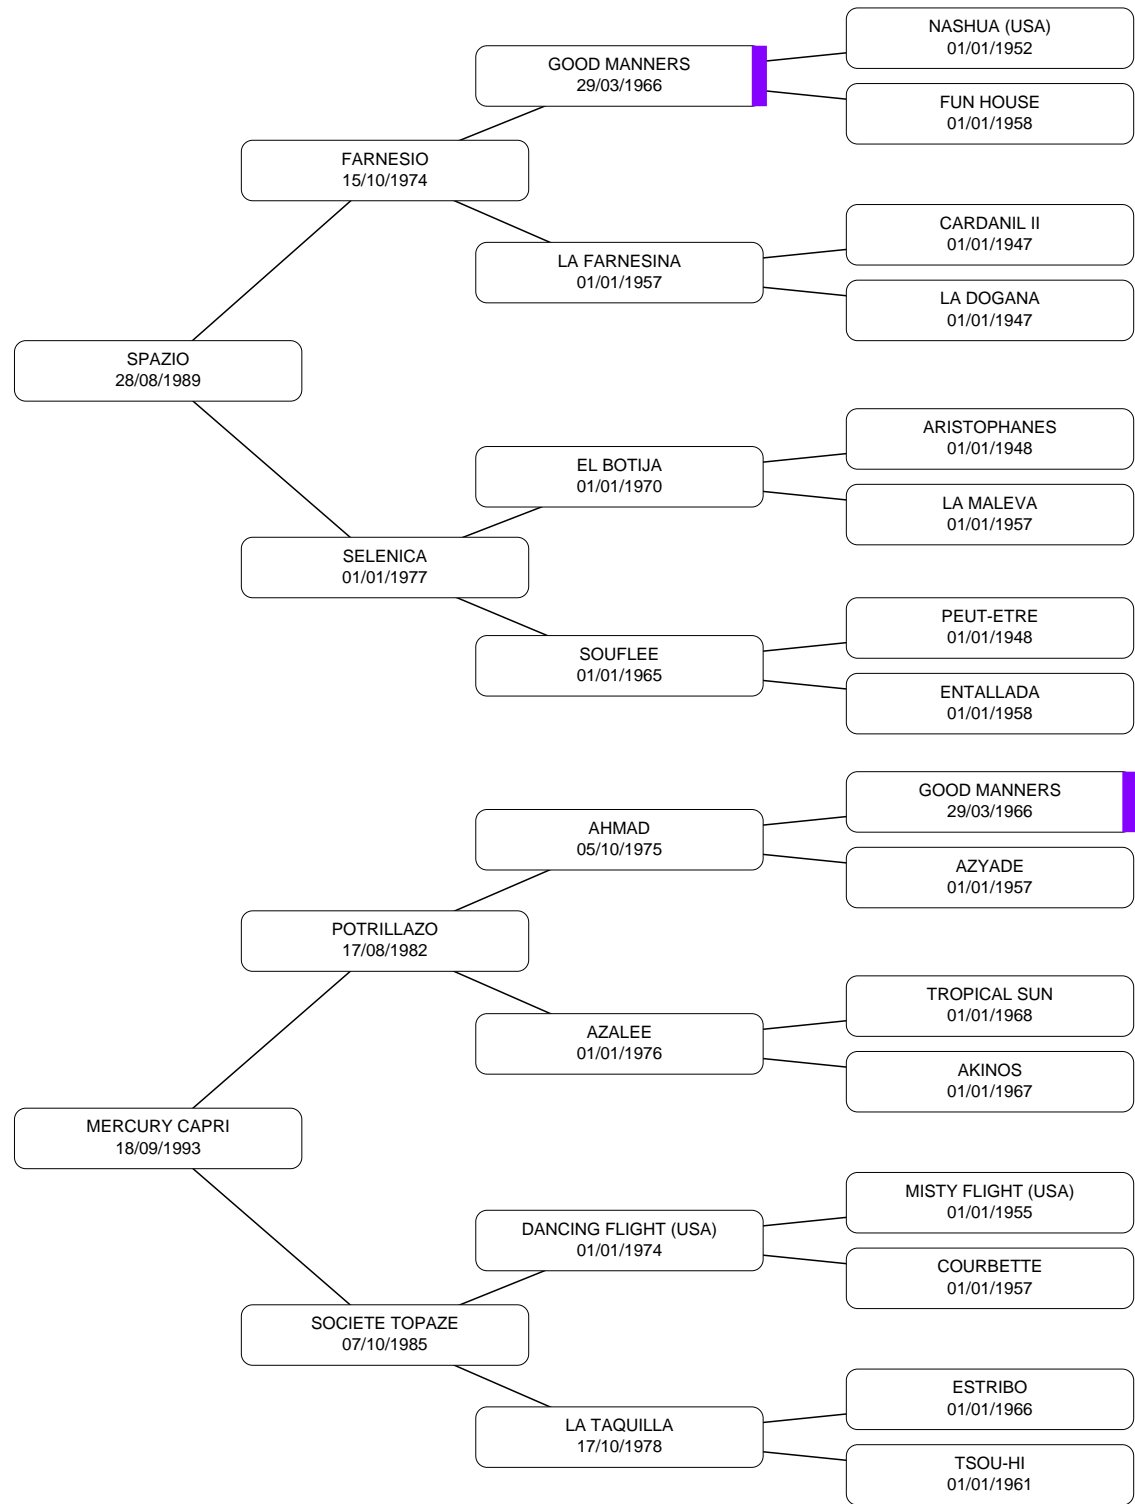 NASHUA (USA)
01/01/1952
GOOD MANNERS
29/03/1966
FUN HOUSE
01/01/1958
FARNESIO
15/10/1974
CARDANIL II
01/01/1947
LA FARNESINA
01/01/1957
LA DOGANA
01/01/1947
SPAZIO
28/08/1989
ARISTOPHANES
01/01/1948
EL BOTIJA
01/01/1970
LA MALEVA
01/01/1957
SELENICA
01/01/1977
PEUT-ETRE
01/01/1948
SOUFLEE
01/01/1965
ENTALLADA
01/01/1958
GOOD MANNERS
29/03/1966
AHMAD
05/10/1975
AZYADE
01/01/1957
POTRILLAZO
17/08/1982
TROPICAL SUN
01/01/1968
AZALEE
01/01/1976
AKINOS
01/01/1967
MERCURY CAPRI
18/09/1993
MISTY FLIGHT (USA)
01/01/1955
DANCING FLIGHT (USA)
01/01/1974
COURBETTE
01/01/1957
SOCIETE TOPAZE
07/10/1985
ESTRIBO
01/01/1966
LA TAQUILLA
17/10/1978
TSOU-HI
01/01/1961